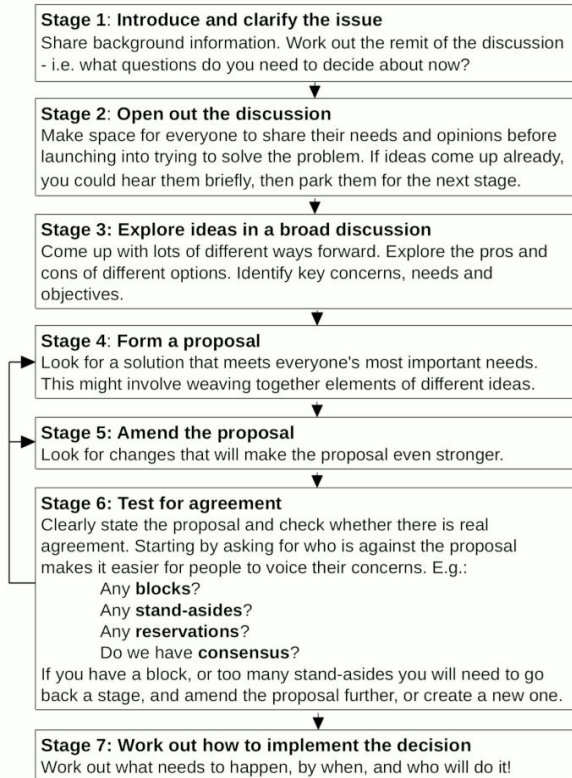 Stage 1: Introduce and clarify the issue
Share background information. Work out the remit of the discussion
- i.e. what questions do you need to decide about now?
Stage 2: Open out the discussion
Make space for everyone to share their needs and opinions before
launching into trying to solve the problem. If ideas come up already,
you could hear them briefly, then park them for the next stage.
Stage 3: Explore ideas in a broad discussion
Come up with lots of different ways forward. Explore the pros and
cons of different options. Identify key concerns, needs and
objectives.
Stage 4: Form a proposal
Look for a solution that meets everyone's most important needs.
This might involve weaving together elements of different ideas.
Stage 5: Amend the proposal
Look for changes that will make the proposal even stronger.
Stage 6: Test for agreement
Clearly state the proposal and check whether there is real
agreement. Starting by asking for who is against the proposal
makes it easier for people to voice their concerns. E.g.:
Any blocks?
Any stand-asides?
Any reservations?
Do we have consensus?
If you have a block, or too many stand-asides you will need to go
back a stage, and amend the proposal further, or create a new one.
Stage 7: Work out how to implement the decision
Work out what needs to happen, by when, and who will do it!